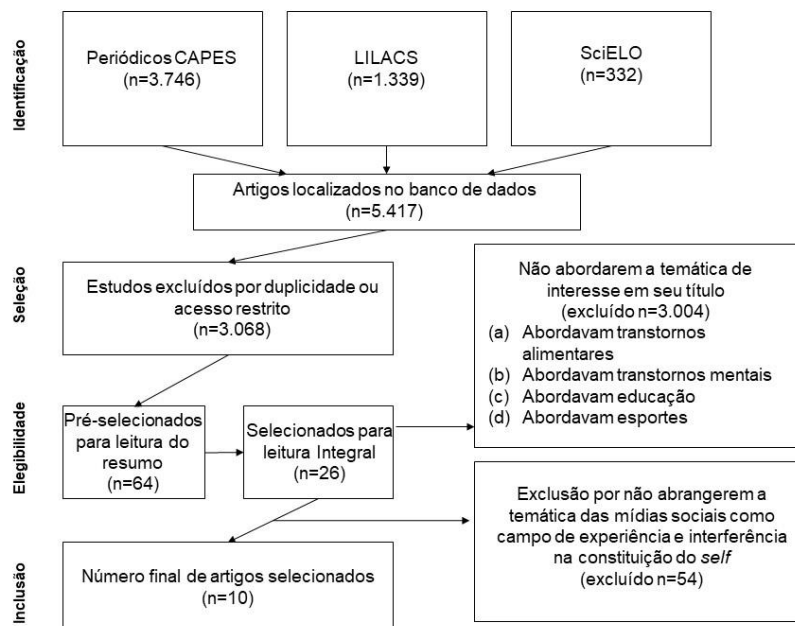 Identificação
Periódicos CAPES
(n=3.746)
LILACS
(n=1.339)
SciELO
(n=332)
Artigos localizados no banco de dados
(n=5.417)
Seleção
Estudos excluídos por duplicidade ou
acesso restrito
(n=3.068)
Não abordarem a temática de
interesse em seu título
(excluído n=3.004)
(a) Abordavam transtornos
alimentares
(b) Abordavam transtornos mentais
(c) Abordavam educação
(d) Abordavam esportes
Elegibilidade
Pré-selecionados
para leitura do
resumo
(n=64)
Selecionados para
leitura Integral
(n=26)
Exclusão por não abrangerem a
temática das mídias sociais como
campo de experiência e interferência
na constituição do self
(excluído n=54)
Inclusão
Número final de artigos selecionados
(n=10)